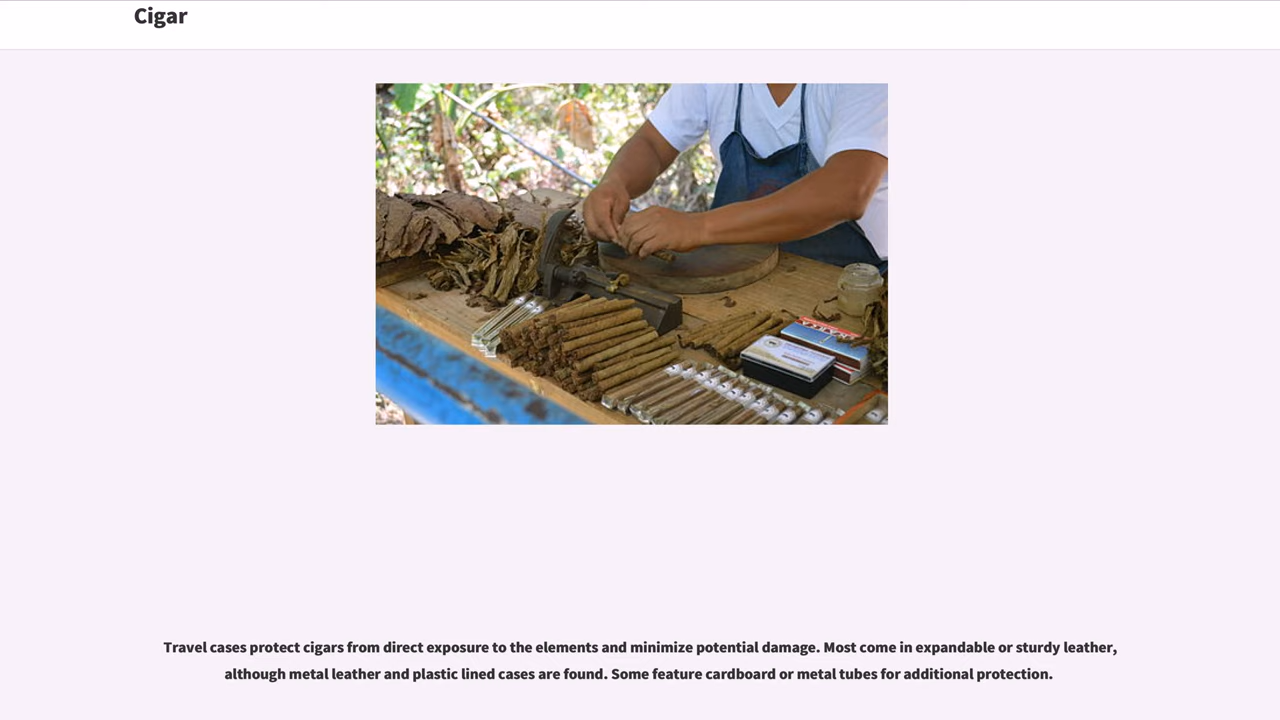 Cigar
Travel cases protect cigars from direct exposure to the elements and minimize potential damage. Most come in expandable or sturdy leather,
although metal leather and plastic lined cases are found. Some feature cardboard or metal tubes for additional protection.